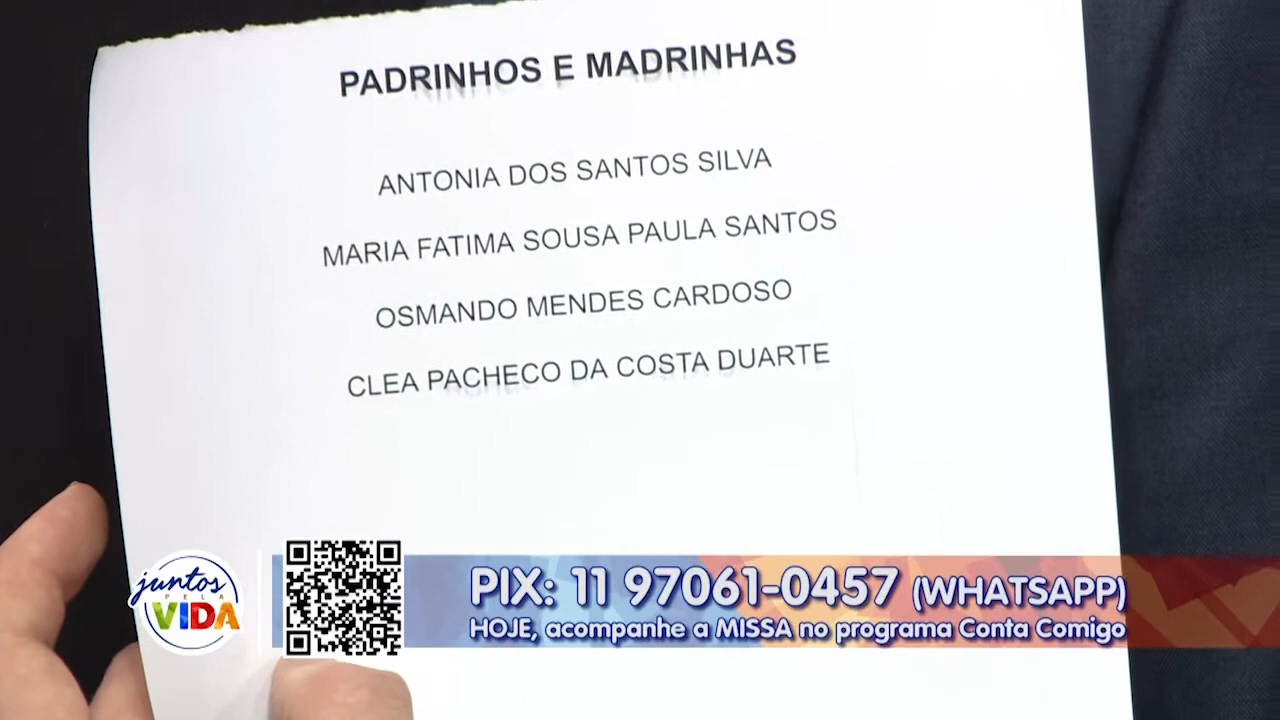 PADRINHOS E MADRINHAS
ANTONIA DOS SANTOS SILVA
MARIA FATIMA SOUSA PAULA SANTOS
OSMANDO MENDES CARDOSO
CLEA PACHECO DA COSTA DUARTE
juntos
PELA
VIDA
PIX: 11 97061-0457 (WHATSAPP)
HOJE, acompanhe a MISSA no programa Conta Comigo